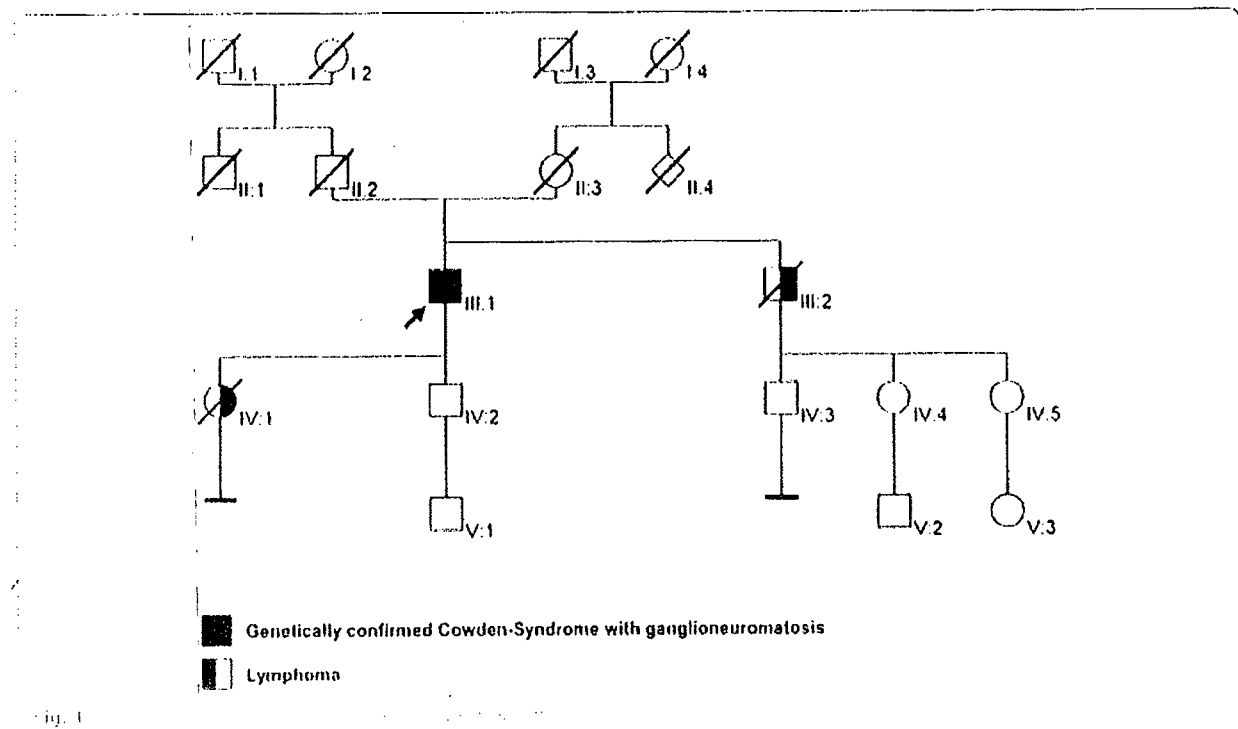 I.1 I.2 I.3 I.4
II:1 II.2 II:3 II.4
III.1 III:2
IV:1 IV:2 IV:3 IV.4 IV.5
V:1 V:2 V:3
Genetically confirmed Cowden-Syndrome with ganglioneuromatosis
Lymphoma